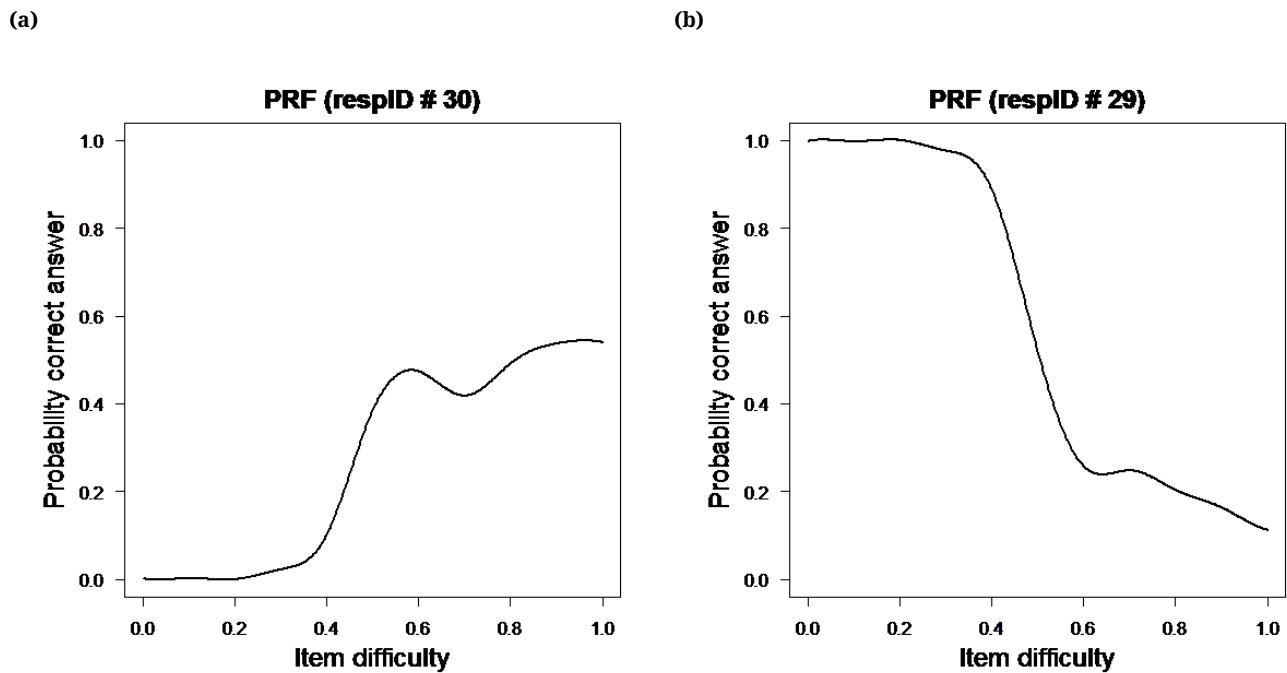 (a)
PRF (respID # 30)
Probability correct answer
1.0
0.8
0.6
0.4
0.2
0.0
0.0 0.2 0.4 0.6 0.8 1.0
Item difficulty
(b)
PRF (respID # 29)
Probability correct answer
1.0
0.8
0.6
0.4
0.2
0.0
0.0 0.2 0.4 0.6 0.8 1.0
Item difficulty